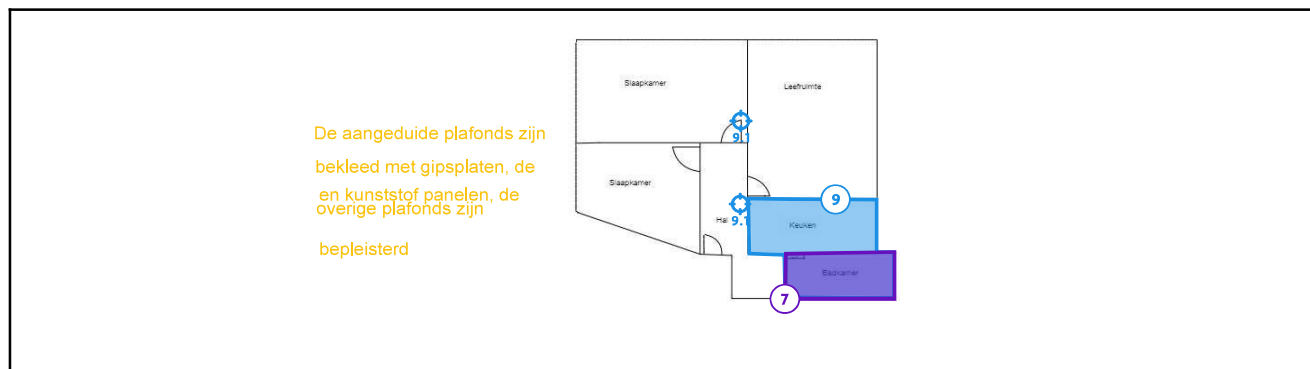 Slaapkamer
Leefruimte
De aangeduide plafonds zijn
9.1
bekleed met gipsplaten, de
Slaapkamer
en kunststof panelen, de
overige plafonds zijn
9
Hal
9.1
Keuken
bepleisterd
Badkamer
7